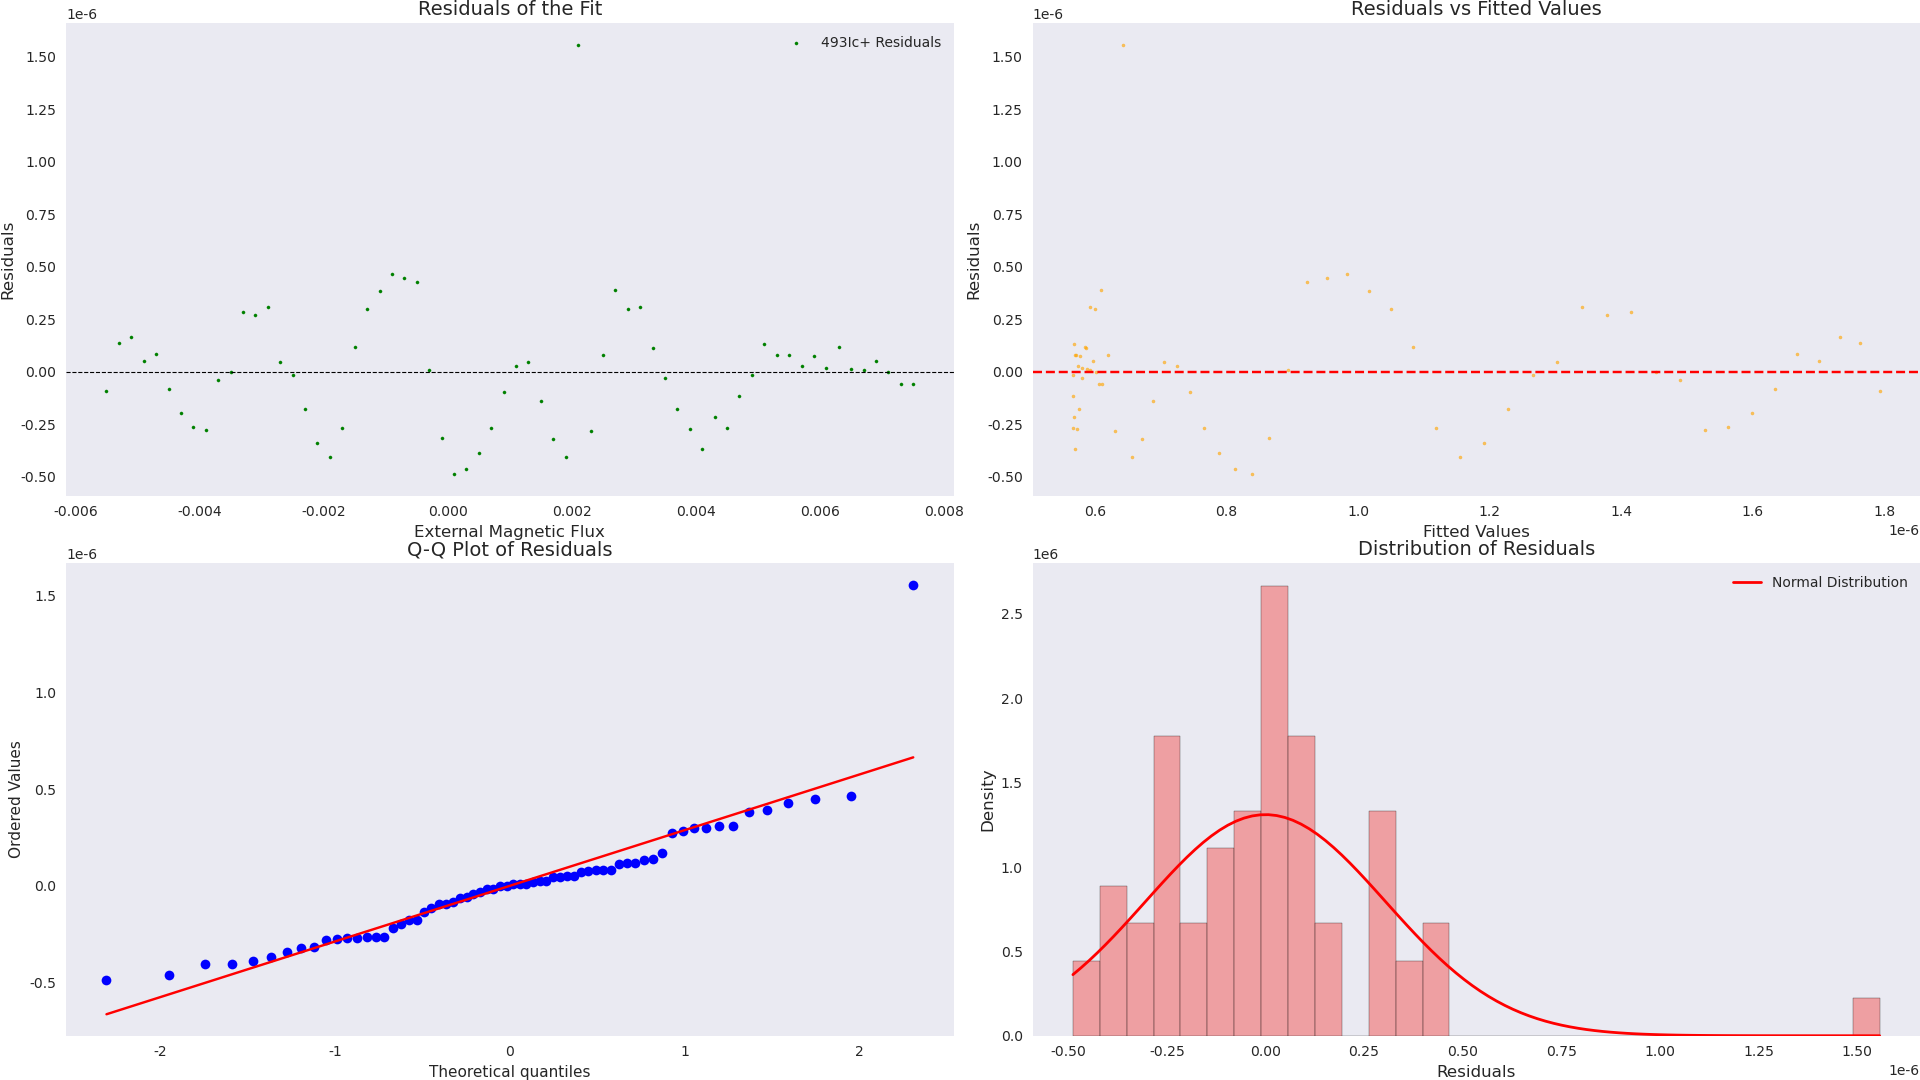 Residuals of the Fit
1e-6
493Ic+ Residuals
1.50
1.25
1.00
0.75
0.50
0.25
0.00
-0.25
-0.50
Residuals
-0.006 -0.004 -0.002 0.000 0.002 0.004 0.006 0.008
External Magnetic Flux
Residuals vs Fitted Values
1e-6
1.50
1.25
1.00
0.75
0.50
0.25
0.00
-0.25
-0.50
Residuals
0.6 0.8 1.0 1.2 1.4 1.6 1.8
Fitted Values
1e-6
Q-Q Plot of Residuals
1e-6
1.5
1.0
0.5
0.0
-0.5
Ordered Values
-2 -1 0 1 2
Theoretical quantiles
Distribution of Residuals
1e6
Normal Distribution
2.5
2.0
1.5
1.0
0.5
0.0
Density
-0.50 -0.25 0.00 0.25 0.50 0.75 1.00 1.25 1.50
Residuals
1e-6